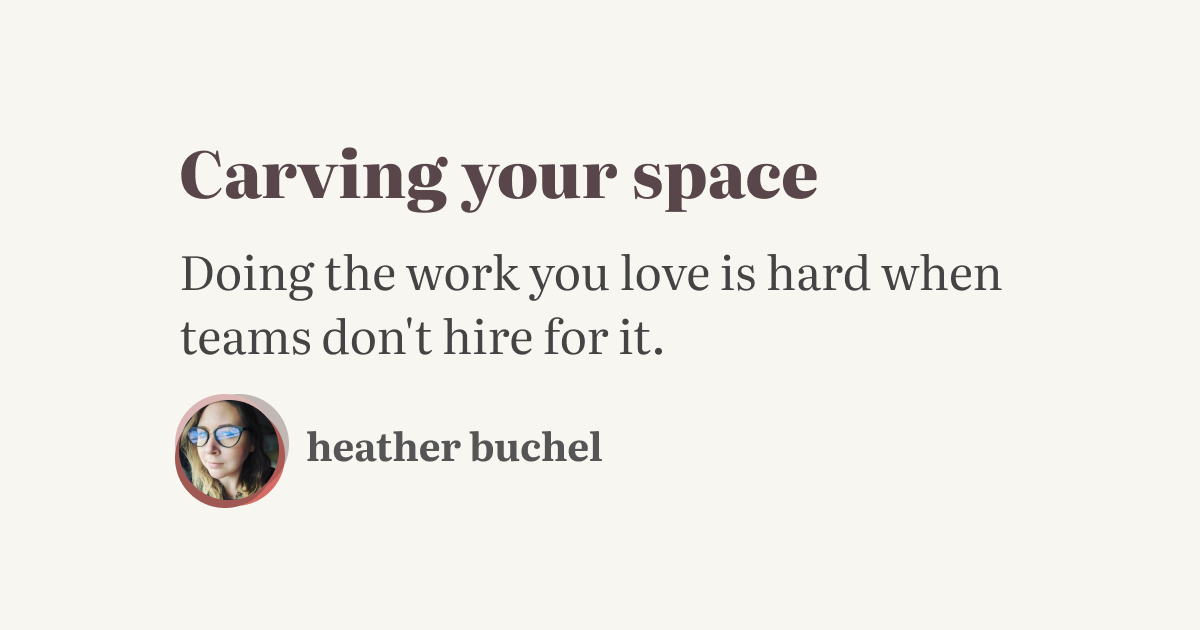 Carving your space
Doing the work you love is hard when
teams don't hire for it.
heather buchel